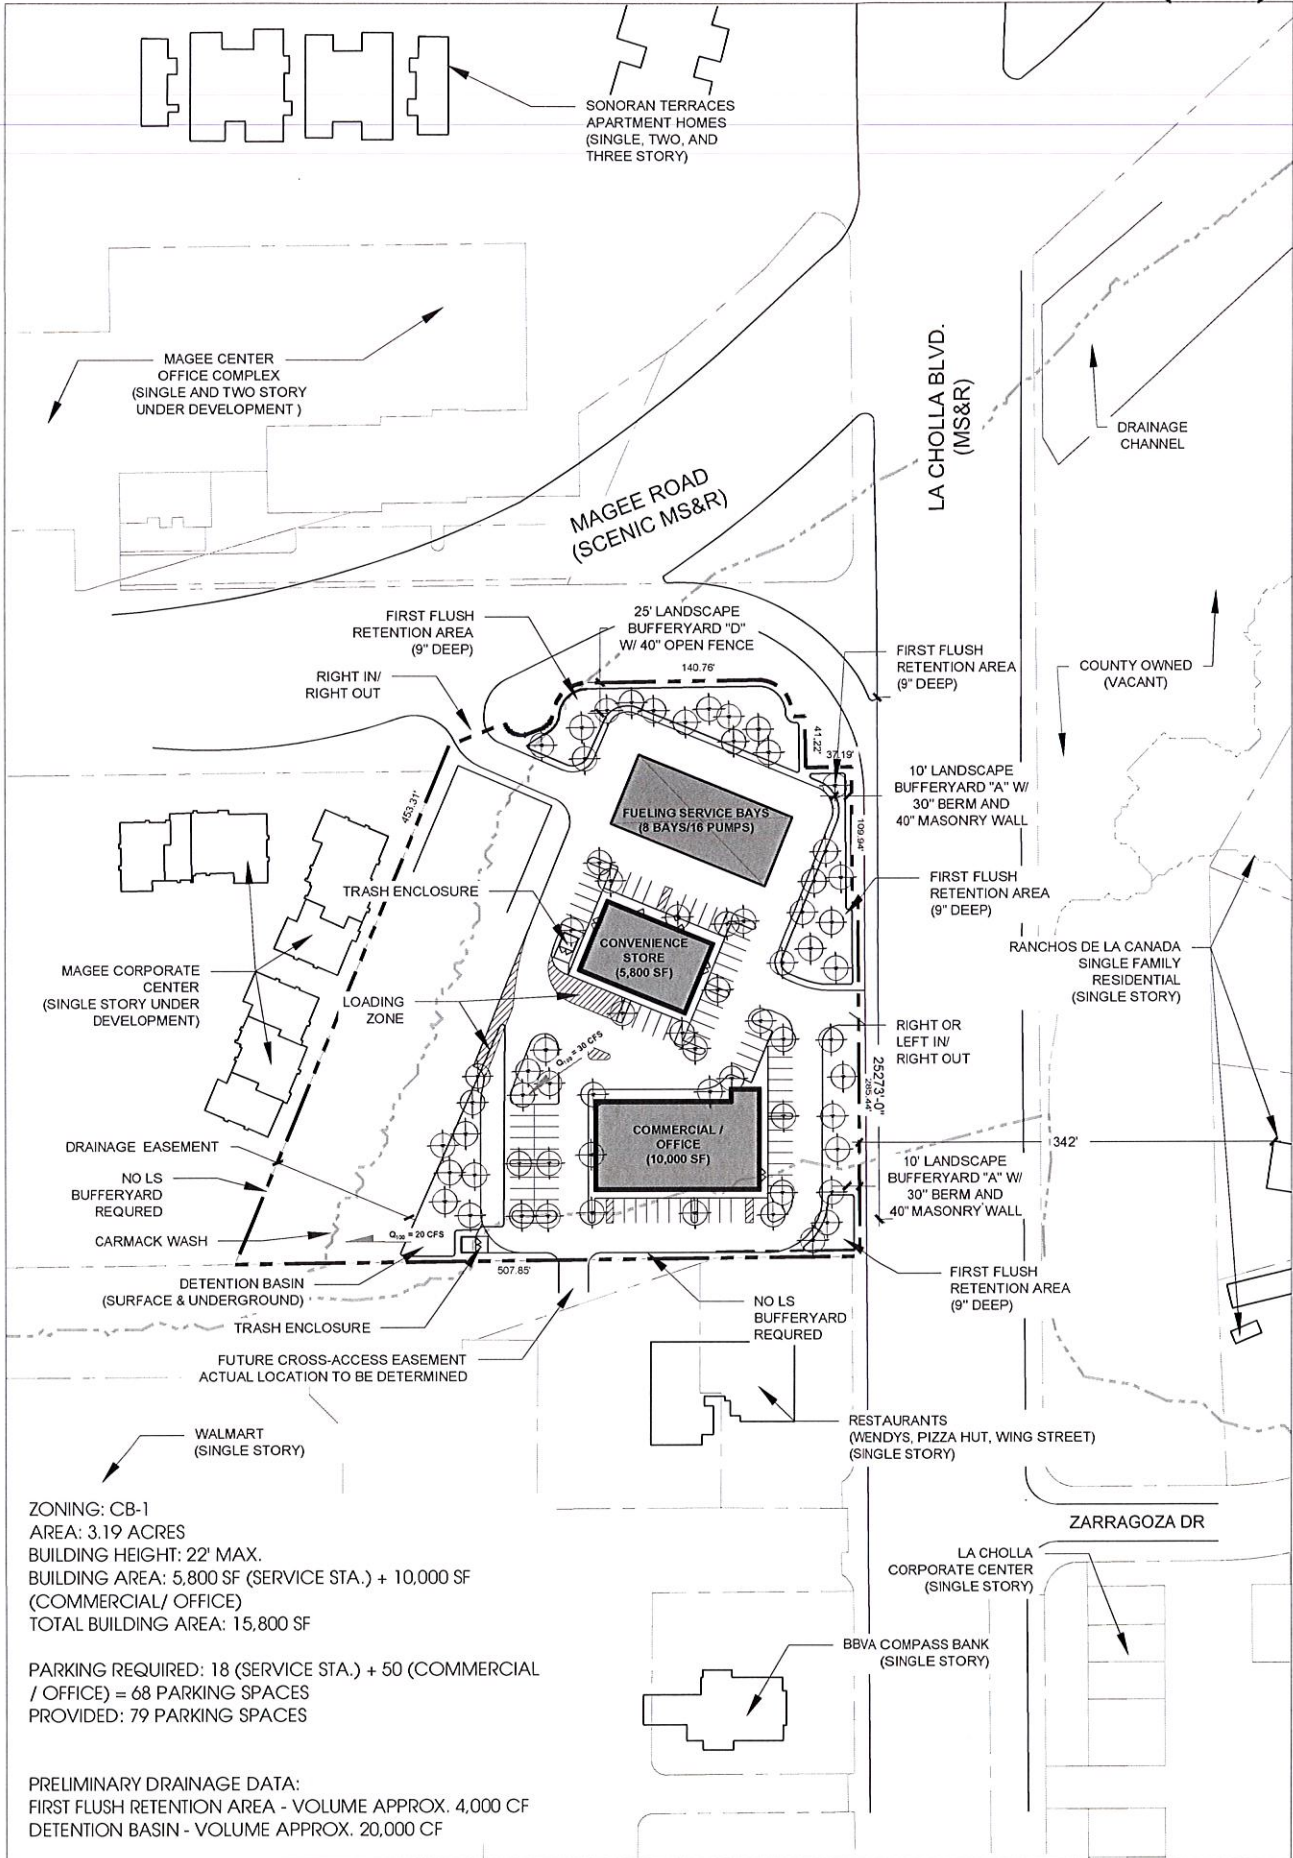 SONORAN TERRACES
APARTMENT HOMES
(SINGLE, TWO, AND
THREE STORY)
MAGEE CENTER
OFFICE COMPLEX
(SINGLE AND TWO STORY
UNDER DEVELOPMENT )
LA CHOLLA BLVD.
(MS&R)
DRAINAGE
CHANNEL
MAGEE ROAD
(SCENIC MS&R)
FIRST FLUSH
RETENTION AREA
(9" DEEP)
25' LANDSCAPE
BUFFERYARD "D"
W/ 40" OPEN FENCE
140.76'
FIRST FLUSH
RETENTION AREA
(9" DEEP)
COUNTY OWNED
(VACANT)
RIGHT IN/
RIGHT OUT
41.22'
37.19'
10' LANDSCAPE
BUFFERYARD "A" W/
30" BERM AND
40" MASONRY WALL
453.31'
FUELING SERVICE BAYS
(8 BAYS/16 PUMPS)
109.94'
FIRST FLUSH
RETENTION AREA
(9" DEEP)
TRASH ENCLOSURE
CONVENIENCE
STORE
(5,800 SF)
RANCHOS DE LA CANADA
SINGLE FAMILY
RESIDENTIAL
(SINGLE STORY)
MAGEE CORPORATE
CENTER
(SINGLE STORY UNDER
DEVELOPMENT)
LOADING
ZONE
RIGHT OR
LEFT IN/
RIGHT OUT
Q100 = 30 CFS
25273'-0"
285.44'
COMMERCIAL /
OFFICE
(10,000 SF)
342'
DRAINAGE EASEMENT
NO LS
BUFFERYARD
REQURED
10' LANDSCAPE
BUFFERYARD "A" W/
30" BERM AND
40" MASONRY WALL
CARMACK WASH
Q100 = 20 CFS
507.85'
DETENTION BASIN
(SURFACE & UNDERGROUND)
FIRST FLUSH
RETENTION AREA
(9" DEEP)
TRASH ENCLOSURE
NO LS
BUFFERYARD
REQURED
FUTURE CROSS-ACCESS EASEMENT
ACTUAL LOCATION TO BE DETERMINED
WALMART
(SINGLE STORY)
RESTAURANTS
(WENDYS, PIZZA HUT, WING STREET)
(SINGLE STORY)
ZONING: CB-1
AREA: 3.19 ACRES
BUILDING HEIGHT: 22' MAX.
BUILDING AREA: 5,800 SF (SERVICE STA.) + 10,000 SF
(COMMERCIAL/ OFFICE)
TOTAL BUILDING AREA: 15,800 SF
ZARRAGOZA DR
LA CHOLLA
CORPORATE CENTER
(SINGLE STORY)
BBVA COMPASS BANK
(SINGLE STORY)
PARKING REQUIRED: 18 (SERVICE STA.) + 50 (COMMERCIAL
/ OFFICE) = 68 PARKING SPACES
PROVIDED: 79 PARKING SPACES
PRELIMINARY DRAINAGE DATA:
FIRST FLUSH RETENTION AREA - VOLUME APPROX. 4,000 CF
DETENTION BASIN - VOLUME APPROX. 20,000 CF